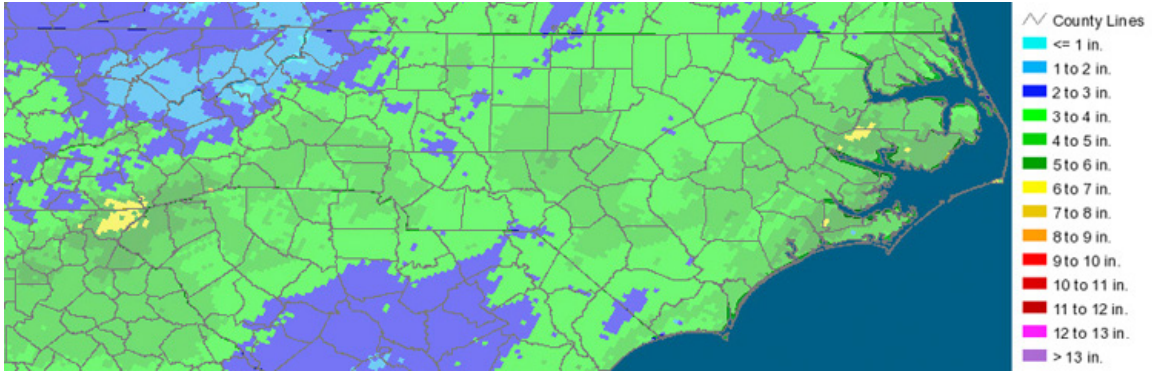 County Lines
<= 1 in.
1 to 2 in.
2 to 3 in.
3 to 4 in.
4 to 5 in.
5 to 6 in.
6 to 7 in.
7 to 8 in.
8 to 9 in.
9 to 10 in.
10 to 11 in.
11 to 12 in.
12 to 13 in.
> 13 in.